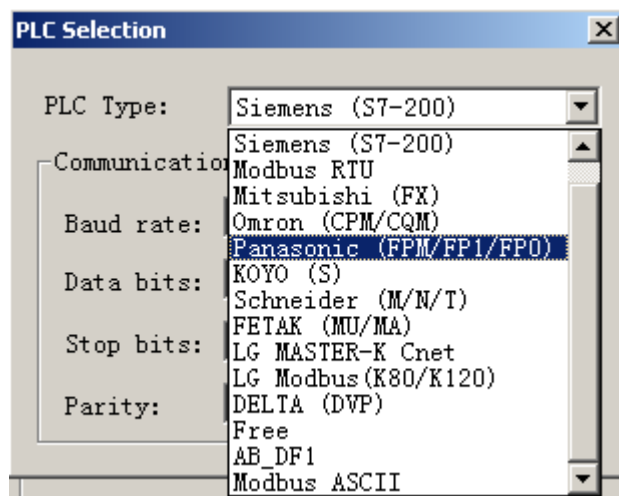 PLC Selection
PLC Type:
Siemens (S7-200)
Siemens (S7-200)
Communicatio
Modbus RTU
Mitsubishi (FX)
Baud rate:
Omron (CPM/CQM)
Panasonic (FPM/FP1/FP0)
KOYO (S)
Data bits:
Schneider (M/N/T)
FETAK (MU/MA)
Stop bits:
LG MASTER-K Cnet
LG Modbus(K80/K120)
Parity:
DELTA (DVP)
Free
AB_DF1
Modbus ASCII